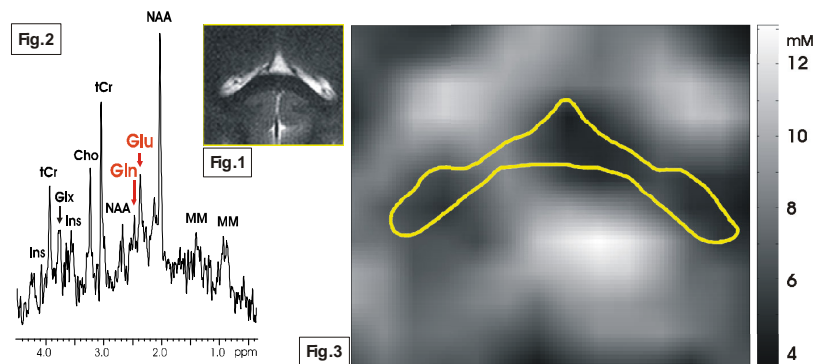 Fig.2
NAA
tCr
Glu
Cho
Gln
tCr
Glx
Ins
NAA
Ins
MM
MM
4.0 3.0 2.0 1.0 ppm
Fig.1
Fig.3
mM
12
10
8
6
4